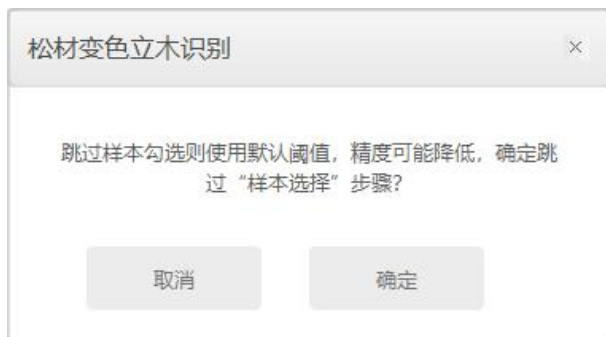 松材变色立木识别
跳过样本勾选则使用默认阈值，精度可能降低，确定跳
过“样本选择”步骤？
取消
确定